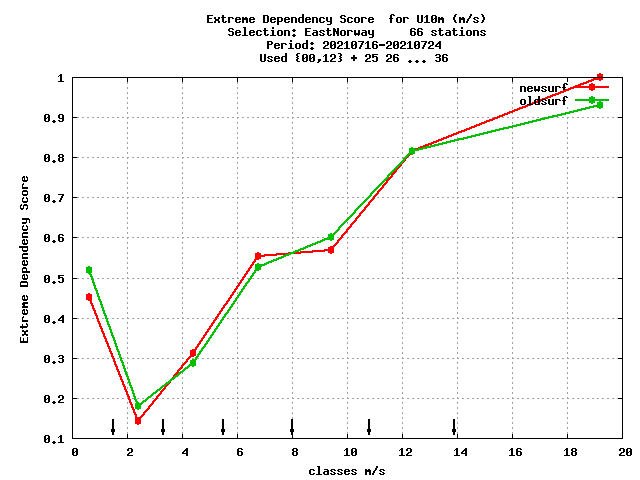 Extreme Dependency Score  for U10m (m/s)
Selection: EastNorway     66 stations
Period: 20210716-20210724
Used {00,12} + 25 26 ... 36
1
0.9
0.8
0.7
0.6
0.5
0.4
0.3
0.2
0.1
Extreme Dependency Score
newsurf
oldsurf
0 2 4 6 8 10 12 14 16 18 20
classes m/s